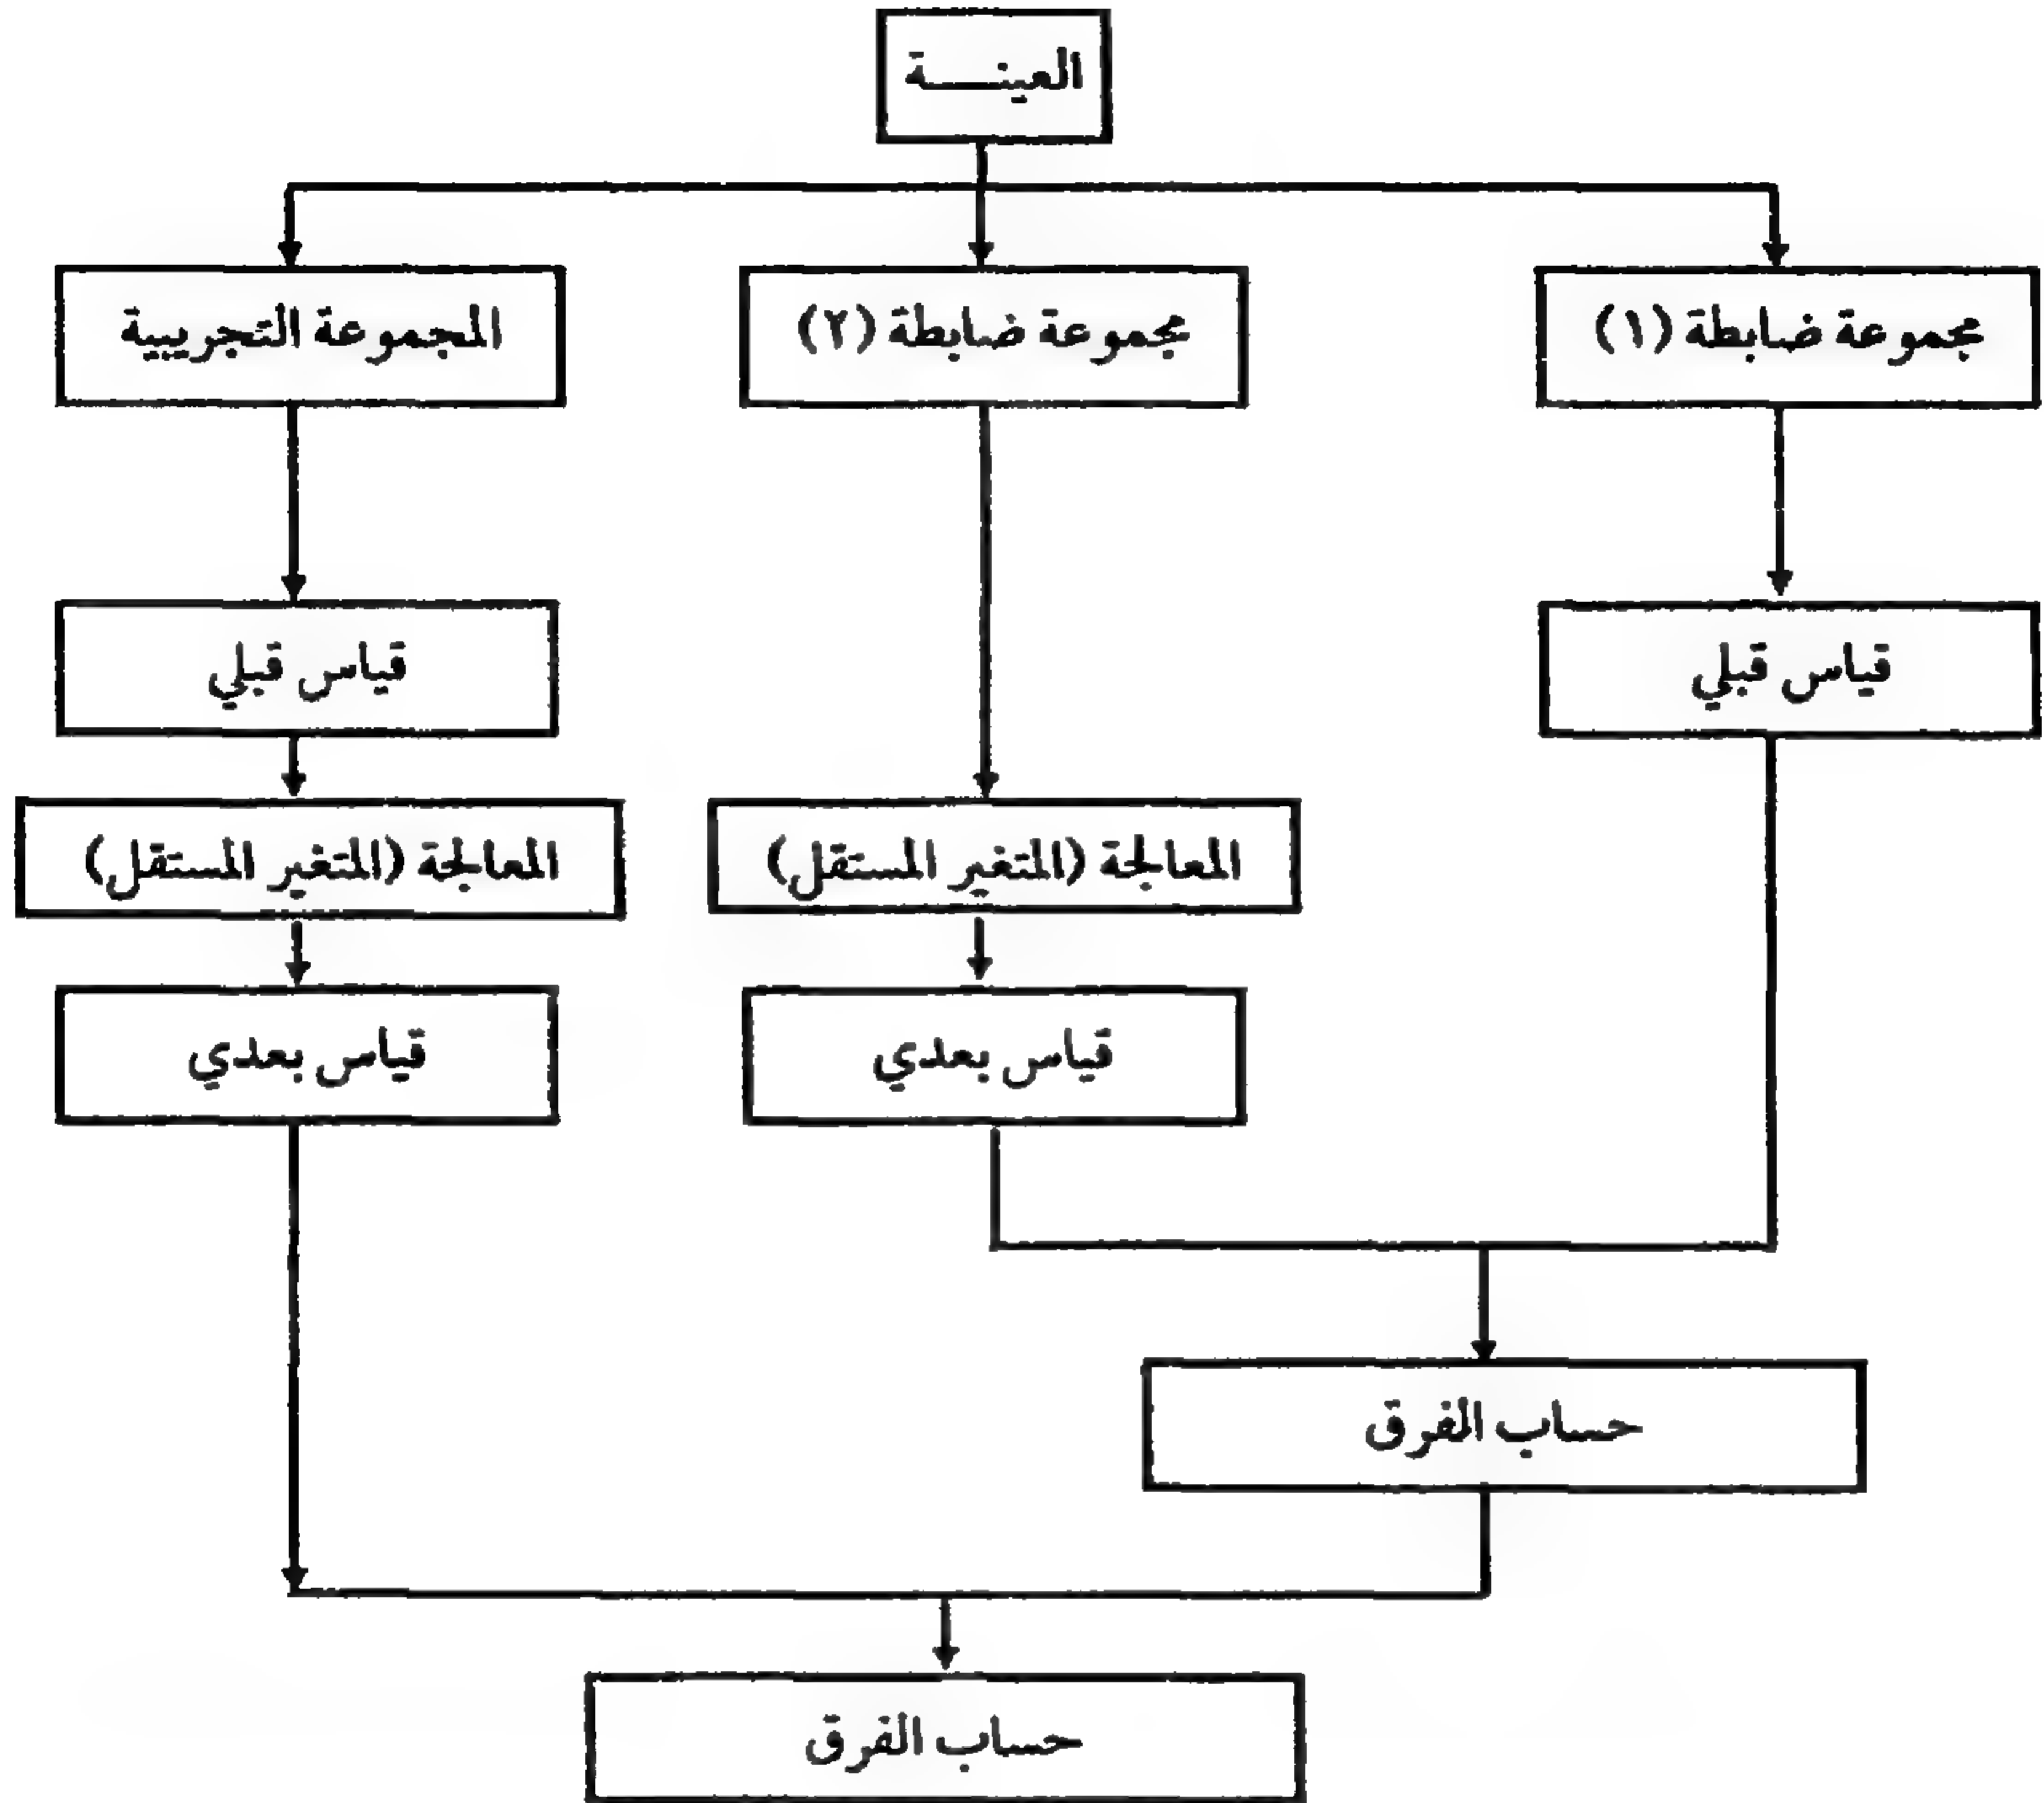 العينـــة
مجموعة ضابطة (١)
مجموعة ضابطة (٢)
المجموعة التجريبية
قياس قبلي
قياس قبلي
المعالجة (المتغير المستقل)
المعالجة (المتغير المستقل)
قياس بعدي
قياس بعدي
حساب الفرق
حساب الفرق